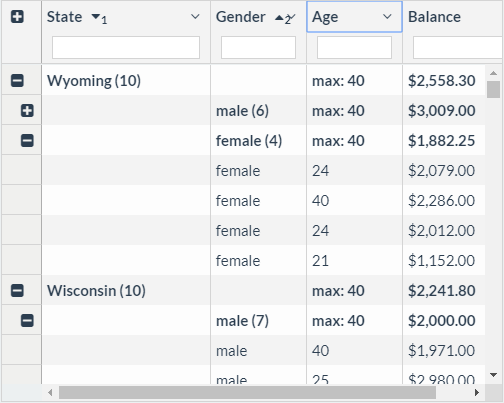 State 1 Gender 2 Age Balance
Wyoming (10) max: 40 $2,558.30
male (6) max: 40 $3,009.00
female (4) max: 40 $1,882.25
female 24 $2,079.00
female 40 $2,286.00
female 24 $2,012.00
female 21 $1,152.00
Wisconsin (10) max: 40 $2,241.80
male (7) max: 40 $2,000.00
male 40 $1,971.00
male 25 $2,980.00